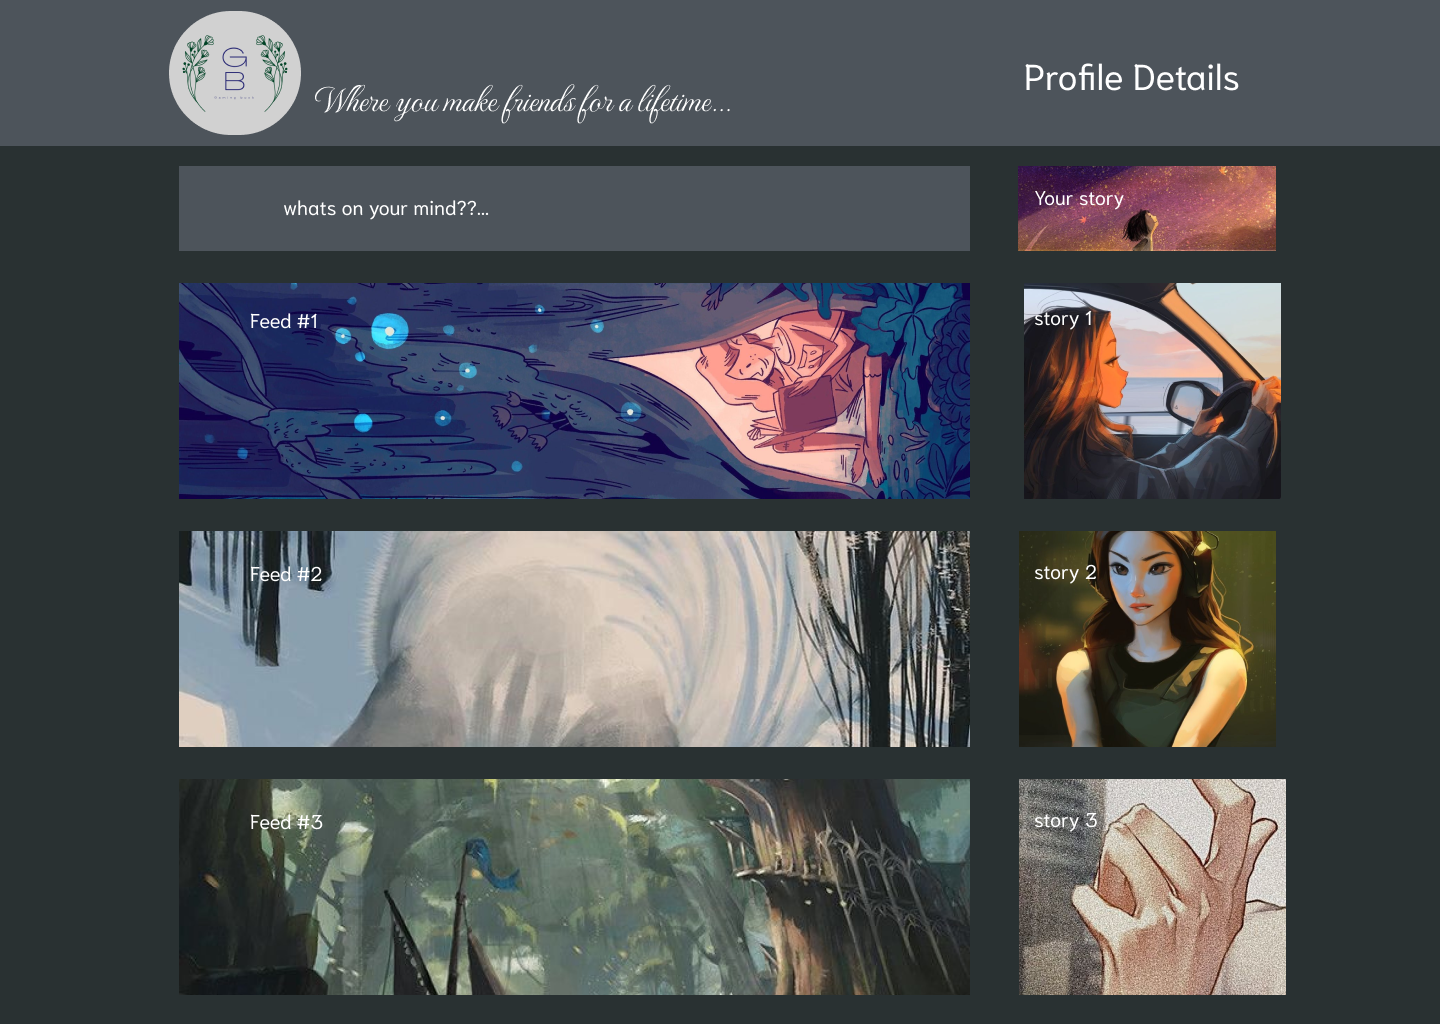 G
B
Where you make friends for a lifetime...
Profile Details
whats on your mind??...
Your story
Feed #1
story 1
Feed #2
story 2
Feed #3
story 3